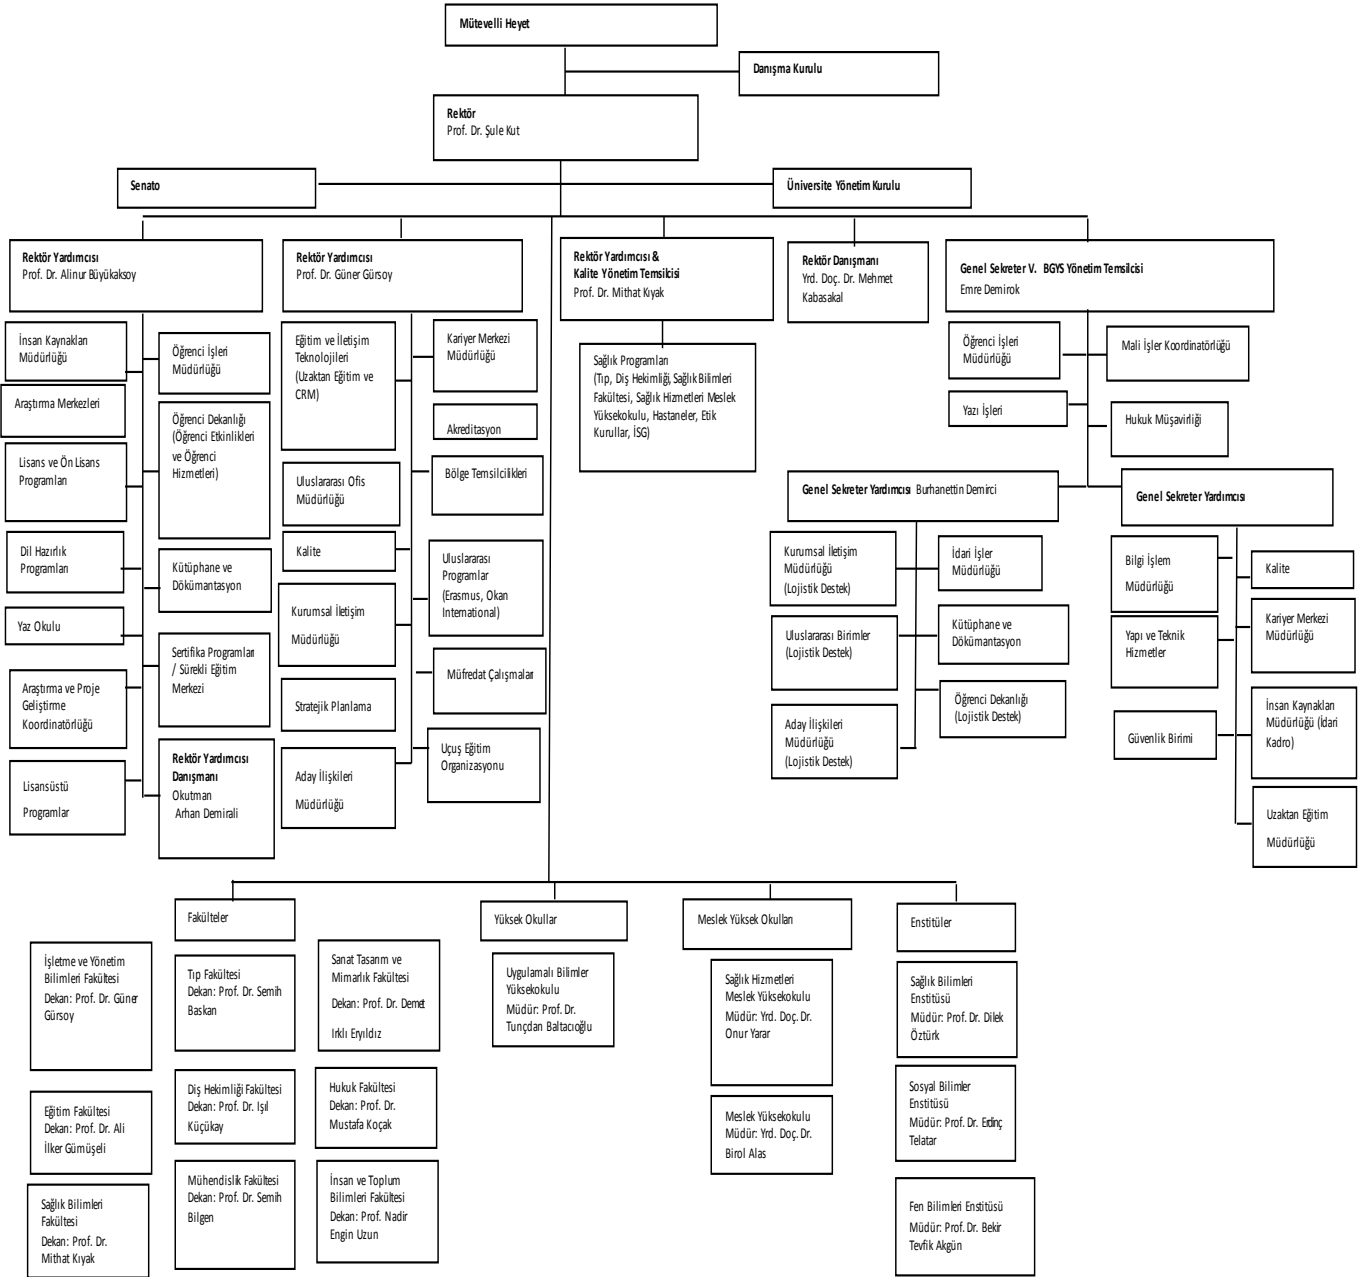 Mütevelli Heyet
Danışma Kurulu
Rektör
Prof. Dr. Şule Kut
Senato
Üniversite Yönetim Kurulu
Rektör Yardımcısı
Prof. Dr. Alinur Büyükaksoy
Rektör Yardımcısı
Prof. Dr. Güner Gürsoy
Rektör Yardımcısı &
Kalite Yönetim Temsilcisi
Prof. Dr. Mithat Kıyak
Rektör Danışmanı
Yrd. Doç. Dr. Mehmet
Kabasakal
Genel Sekreter V. BGYS Yönetim Temsilcisi
Emre Demirok
İnsan Kaynakları
Müdürlüğü
Araştırma Merkezleri
Lisans ve Ön Lisans
Programları
Dil Hazırlık
Programları
Yaz Okulu
Araştırma ve Proje
Geliştirme
Koordinatörlüğü
Lisansüstü
Programlar
Öğrenci İşleri
Müdürlüğü
Öğrenci Dekanlığı
(Öğrenci Etkinlikleri
ve Öğrenci
Hizmetleri)
Kütüphane ve
Dökümantasyon
Sertifika Programları
/ Sürekli Eğitim
Merkezi
Rektör Yardımcısı
Danışmanı
Okutman
Arhan Demirali
Eğitim ve İletişim
Teknolojileri
(Uzaktan Eğitim ve
CRM)
Uluslararası Ofis
Müdürlüğü
Kalite
Kurumsal İletişim
Müdürlüğü
Stratejik Planlama
Aday İlişkileri
Müdürlüğü
Kariyer Merkezi
Müdürlüğü
Akreditasyon
Bölge Temsilcilikleri
Uluslararası
Programlar
(Erasmus, Okan
International)
Müfredat Çalışmaları
Uçuş Eğitim
Organizasyonu
Sağlık Programları
(Tıp, Diş Hekimliği, Sağlık Bilimleri
Fakültesi, Sağlık Hizmetleri Meslek
Yüksekokulu, Hastaneler, Etik
Kurullar, İSG)
Öğrenci İşleri
Müdürlüğü
Mali İşler Koordinatörlüğü
Yazı İşleri
Hukuk Müşavirliği
Genel Sekreter Yardımcısı Burhanettin Demirci
Genel Sekreter Yardımcısı
Kurumsal İletişim
Müdürlüğü
(Lojistik Destek)
Uluslararası Birimler
(Lojistik Destek)
Aday İlişkileri
Müdürlüğü
(Lojistik Destek)
İdari İşler
Müdürlüğü
Kütüphane ve
Dökümantasyon
Öğrenci Dekanlığı
(Lojistik Destek)
Bilgi İşlem
Müdürlüğü
Yapı ve Teknik
Hizmetler
Güvenlik Birimi
Kalite
Kariyer Merkezi
Müdürlüğü
İnsan Kaynakları
Müdürlüğü (İdari
Kadro)
Uzaktan Eğitim
Müdürlüğü
Fakülteler
Yüksek Okullar
Meslek Yüksek Okulları
Enstitüler
İşletme ve Yönetim
Bilimleri Fakültesi
Dekan: Prof. Dr. Güner
Gürsoy
Eğitim Fakültesi
Dekan: Prof. Dr. Ali
İlker Gümüşeli
Sağlık Bilimleri
Fakültesi
Dekan: Prof. Dr.
Mithat Kıyak
Tıp Fakültesi
Dekan: Prof. Dr. Semih
Baskan
Diş Hekimliği Fakültesi
Dekan: Prof. Dr. Işıl
Küçükay
Mühendislik Fakültesi
Dekan: Prof. Dr. Semih
Bilgen
Sanat Tasarım ve
Mimarlık Fakültesi
Dekan: Prof. Dr. Demet
Irklı Eryıldız
Hukuk Fakültesi
Dekan: Prof. Dr.
Mustafa Koçak
İnsan ve Toplum
Bilimleri Fakültesi
Dekan: Prof. Nadir
Engin Uzun
Uygulamalı Bilimler
Yüksekokulu
Müdür: Prof. Dr.
Tunçdan Baltacıoğlu
Sağlık Hizmetleri
Meslek Yüksekokulu
Müdür: Yrd. Doç. Dr.
Onur Yarar
Meslek Yüksekokulu
Müdür: Yrd. Doç. Dr.
Birol Alas
Sağlık Bilimleri
Enstitüsü
Müdür: Prof. Dr. Dilek
Öztürk
Sosyal Bilimler
Enstitüsü
Müdür: Prof. Dr. Erdinç
Telatar
Fen Bilimleri Enstitüsü
Müdür: Prof. Dr. Bekir
Tevfik Akgün